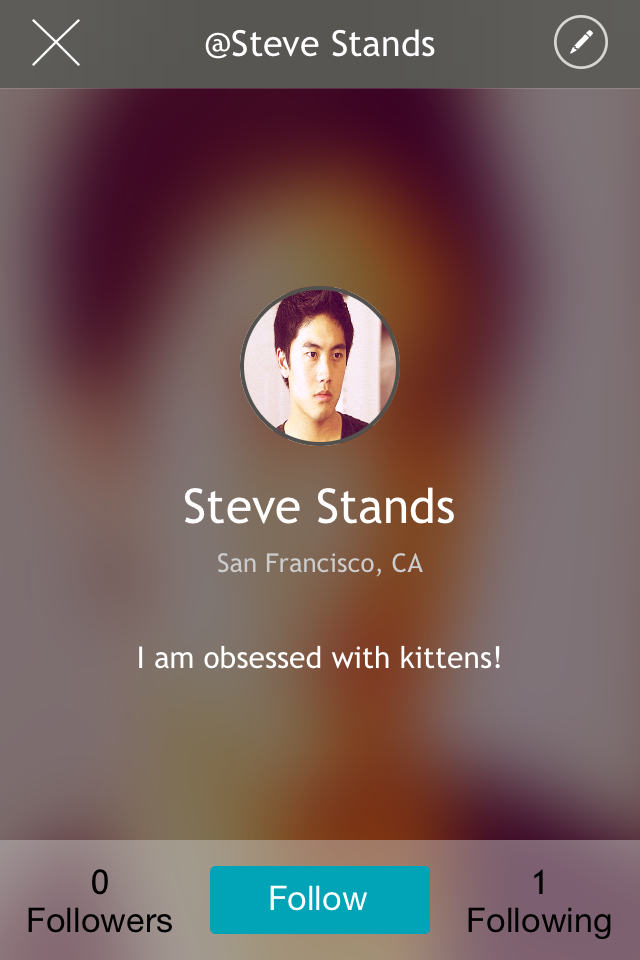 @Steve Stands
Steve Stands
San Francisco, CA
I am obsessed with kittens!
0
Followers
Follow
1
Following